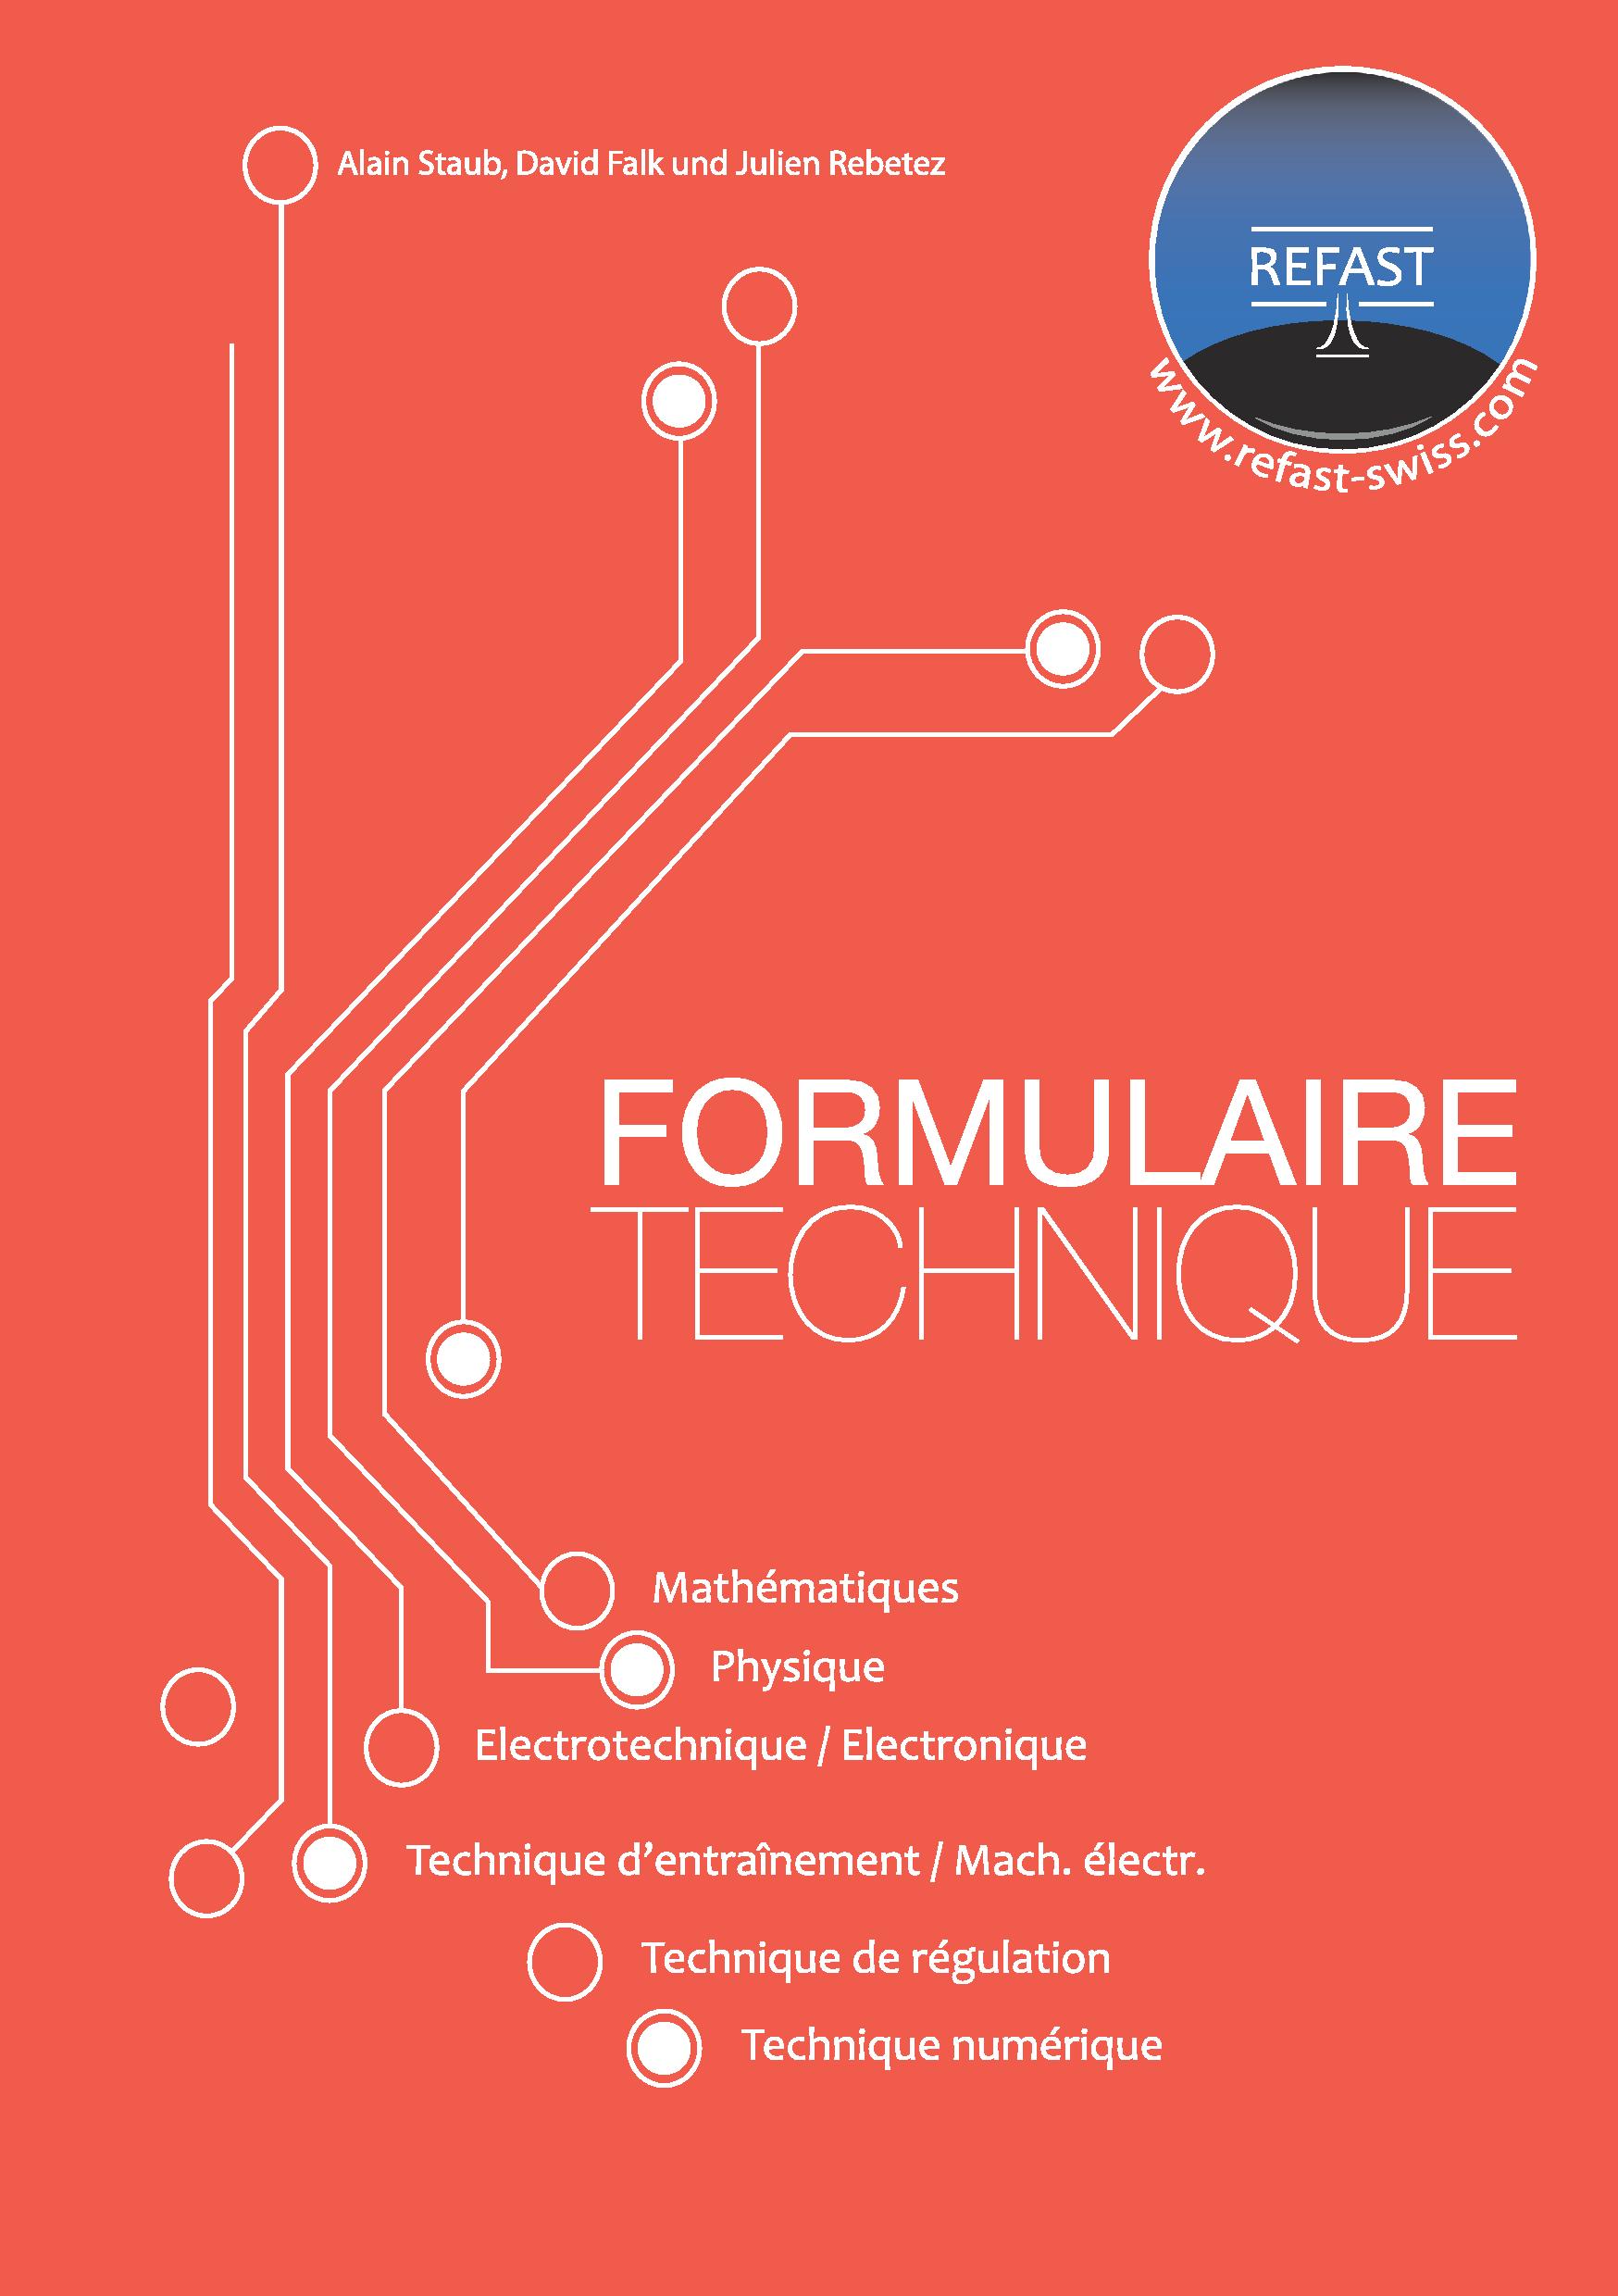 Alain Staub, David Falk und Julien Rebetez
REFAST
www.refast-swiss.com
FORMULAIRE
TECHNIQUE
Mathématiques
Physique
Electrotechnique / Electronique
Technique d’entraînement / Mach. électr.
Technique de régulation
Technique numérique